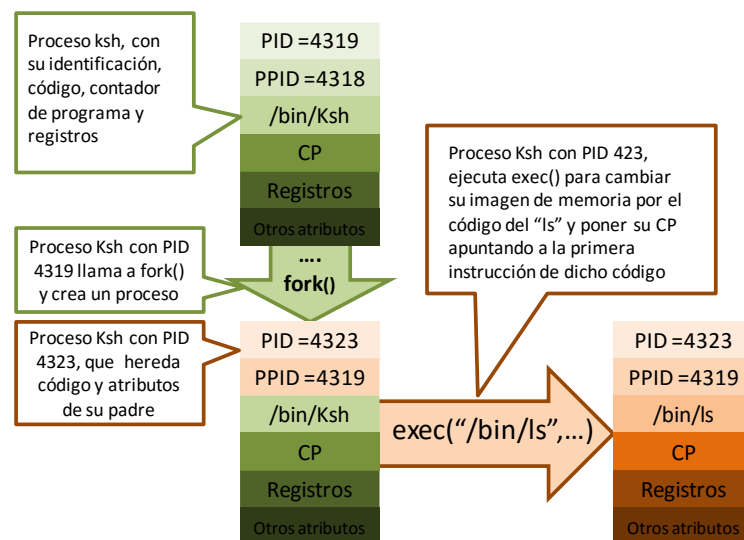 Proceso ksh, con
su identificación,
código, contador
de programa y
registros
PID =4319
PPID =4318
/bin/Ksh
CP
Registros
Otros atributos
Proceso Ksh con PID
4319 llama a fork()
y crea un proceso
....
fork()
Proceso Ksh con PID 423,
ejecuta exec() para cambiar
su imagen de memoria por el
código del “ls” y poner su CP
apuntando a la primera
instrucción de dicho código
Proceso Ksh con PID
4323, que hereda
código y atributos
de su padre
PID =4323
PPID =4319
/bin/Ksh
CP
Registros
Otros atributos
exec(“/bin/ls”,…)
PID =4323
PPID =4319
/bin/ls
CP
Registros
Otros atributos